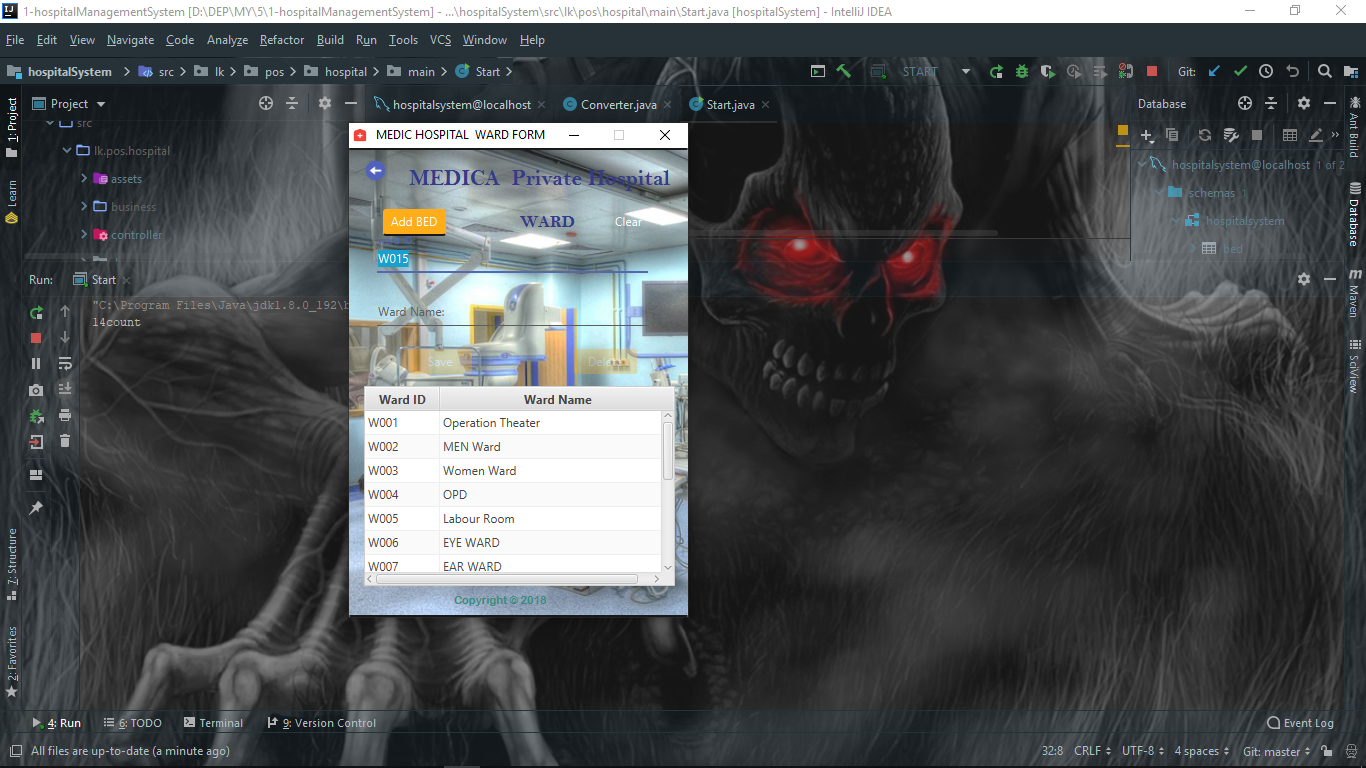 1-hospitalManagementSystem [D:\DEP\MY\5\1-hospitalManagementSystem] - ...\hospitalSystem\src\lk\pos\hospital\main\Start.java [hospitalSystem] - IntelliJ IDEA
File Edit View Navigate Code Analyze Refactor Build Run Tools VCS Window Help
hospitalSystem src lk pos hospital main Start START Git:
1: Project
Learn
7: Structure
2: Favorites
Project
src
lk.pos.hospital
assets
business
controller
hospitalsystem@localhost Converter.java Start.java
Database
hospitalsystem@localhost 1 of 2
schemas 1
hospitalsystem
bed
Ant Build
Database
Maven
SciView
Run: Start
"C:\Program Files\Java\jdk1.8.0_192\b
14count
MEDIC HOSPITAL WARD FORM
MEDICA Private Hospital
Add BED WARD Clear
W015
Ward Name:
Save Delete
Ward ID Ward Name
W001 Operation Theater
W002 MEN Ward
W003 Women Ward
W004 OPD
W005 Labour Room
W006 EYE WARD
W007 EAR WARD
Copyright © 2018
4: Run 6: TODO Terminal 9: Version Control Event Log
All files are up-to-date (a minute ago) 32:8 CRLF UTF-8 4 spaces Git: master